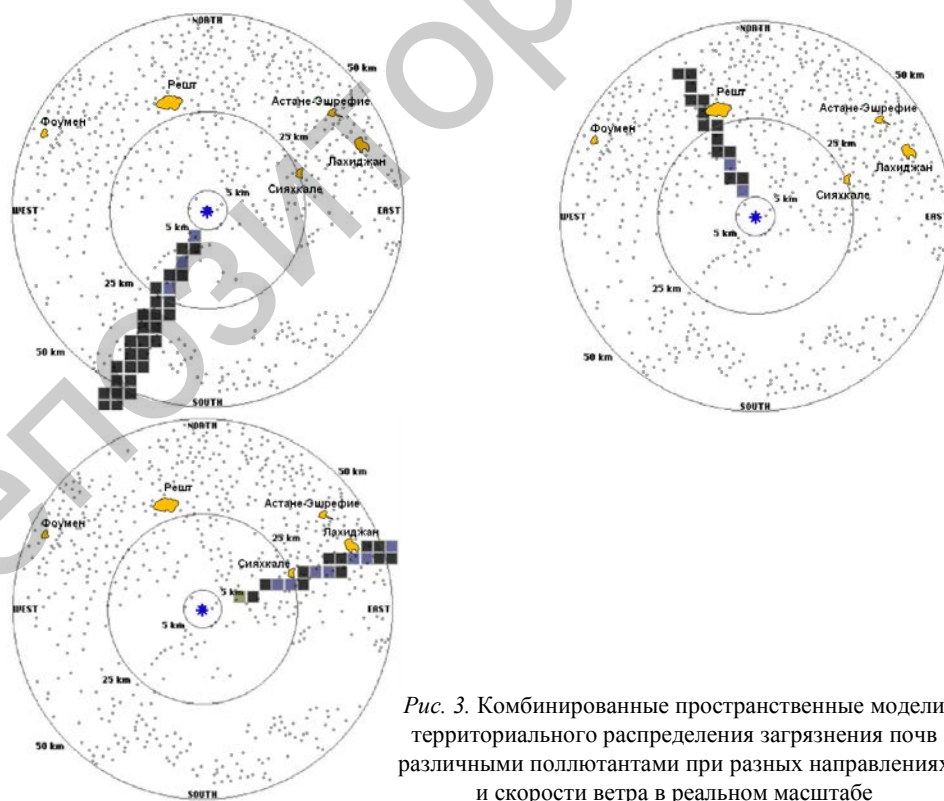 NORTH
50 km
Решт
Астане-Эшрефие
Фоумен
25 km
Лахиджан
Сияхкале
5 km
WEST
EAST
5 km
25 km
50 km
SOUTH
NORTH
50 km
Решт
Астане-Эшрефие
Фоумен
25 km
Лахиджан
Сияхкале
5 km
WEST
EAST
5 km
25 km
50 km
SOUTH
NORTH
50 km
Решт
Астане-Эшрефие
Фоумен
Лахиджан
25 km
Сияхкале
5 km
WEST
EAST
5 km
25 km
50 km
SOUTH
Рис. 3. Комбинированные пространственные модели
территориального распределения загрязнения почв
различными поллютантами при разных направлениях
и скорости ветра в реальном масштабе
епозитор